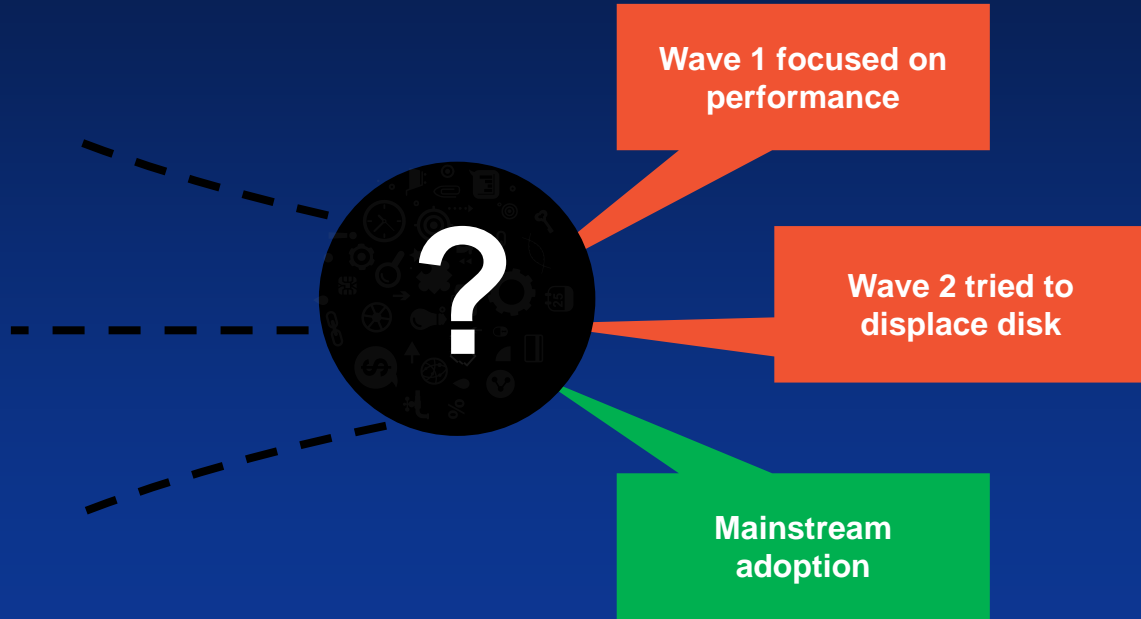 Wave 1 focused on
performance
?
Wave 2 tried to
displace disk
Mainstream
adoption